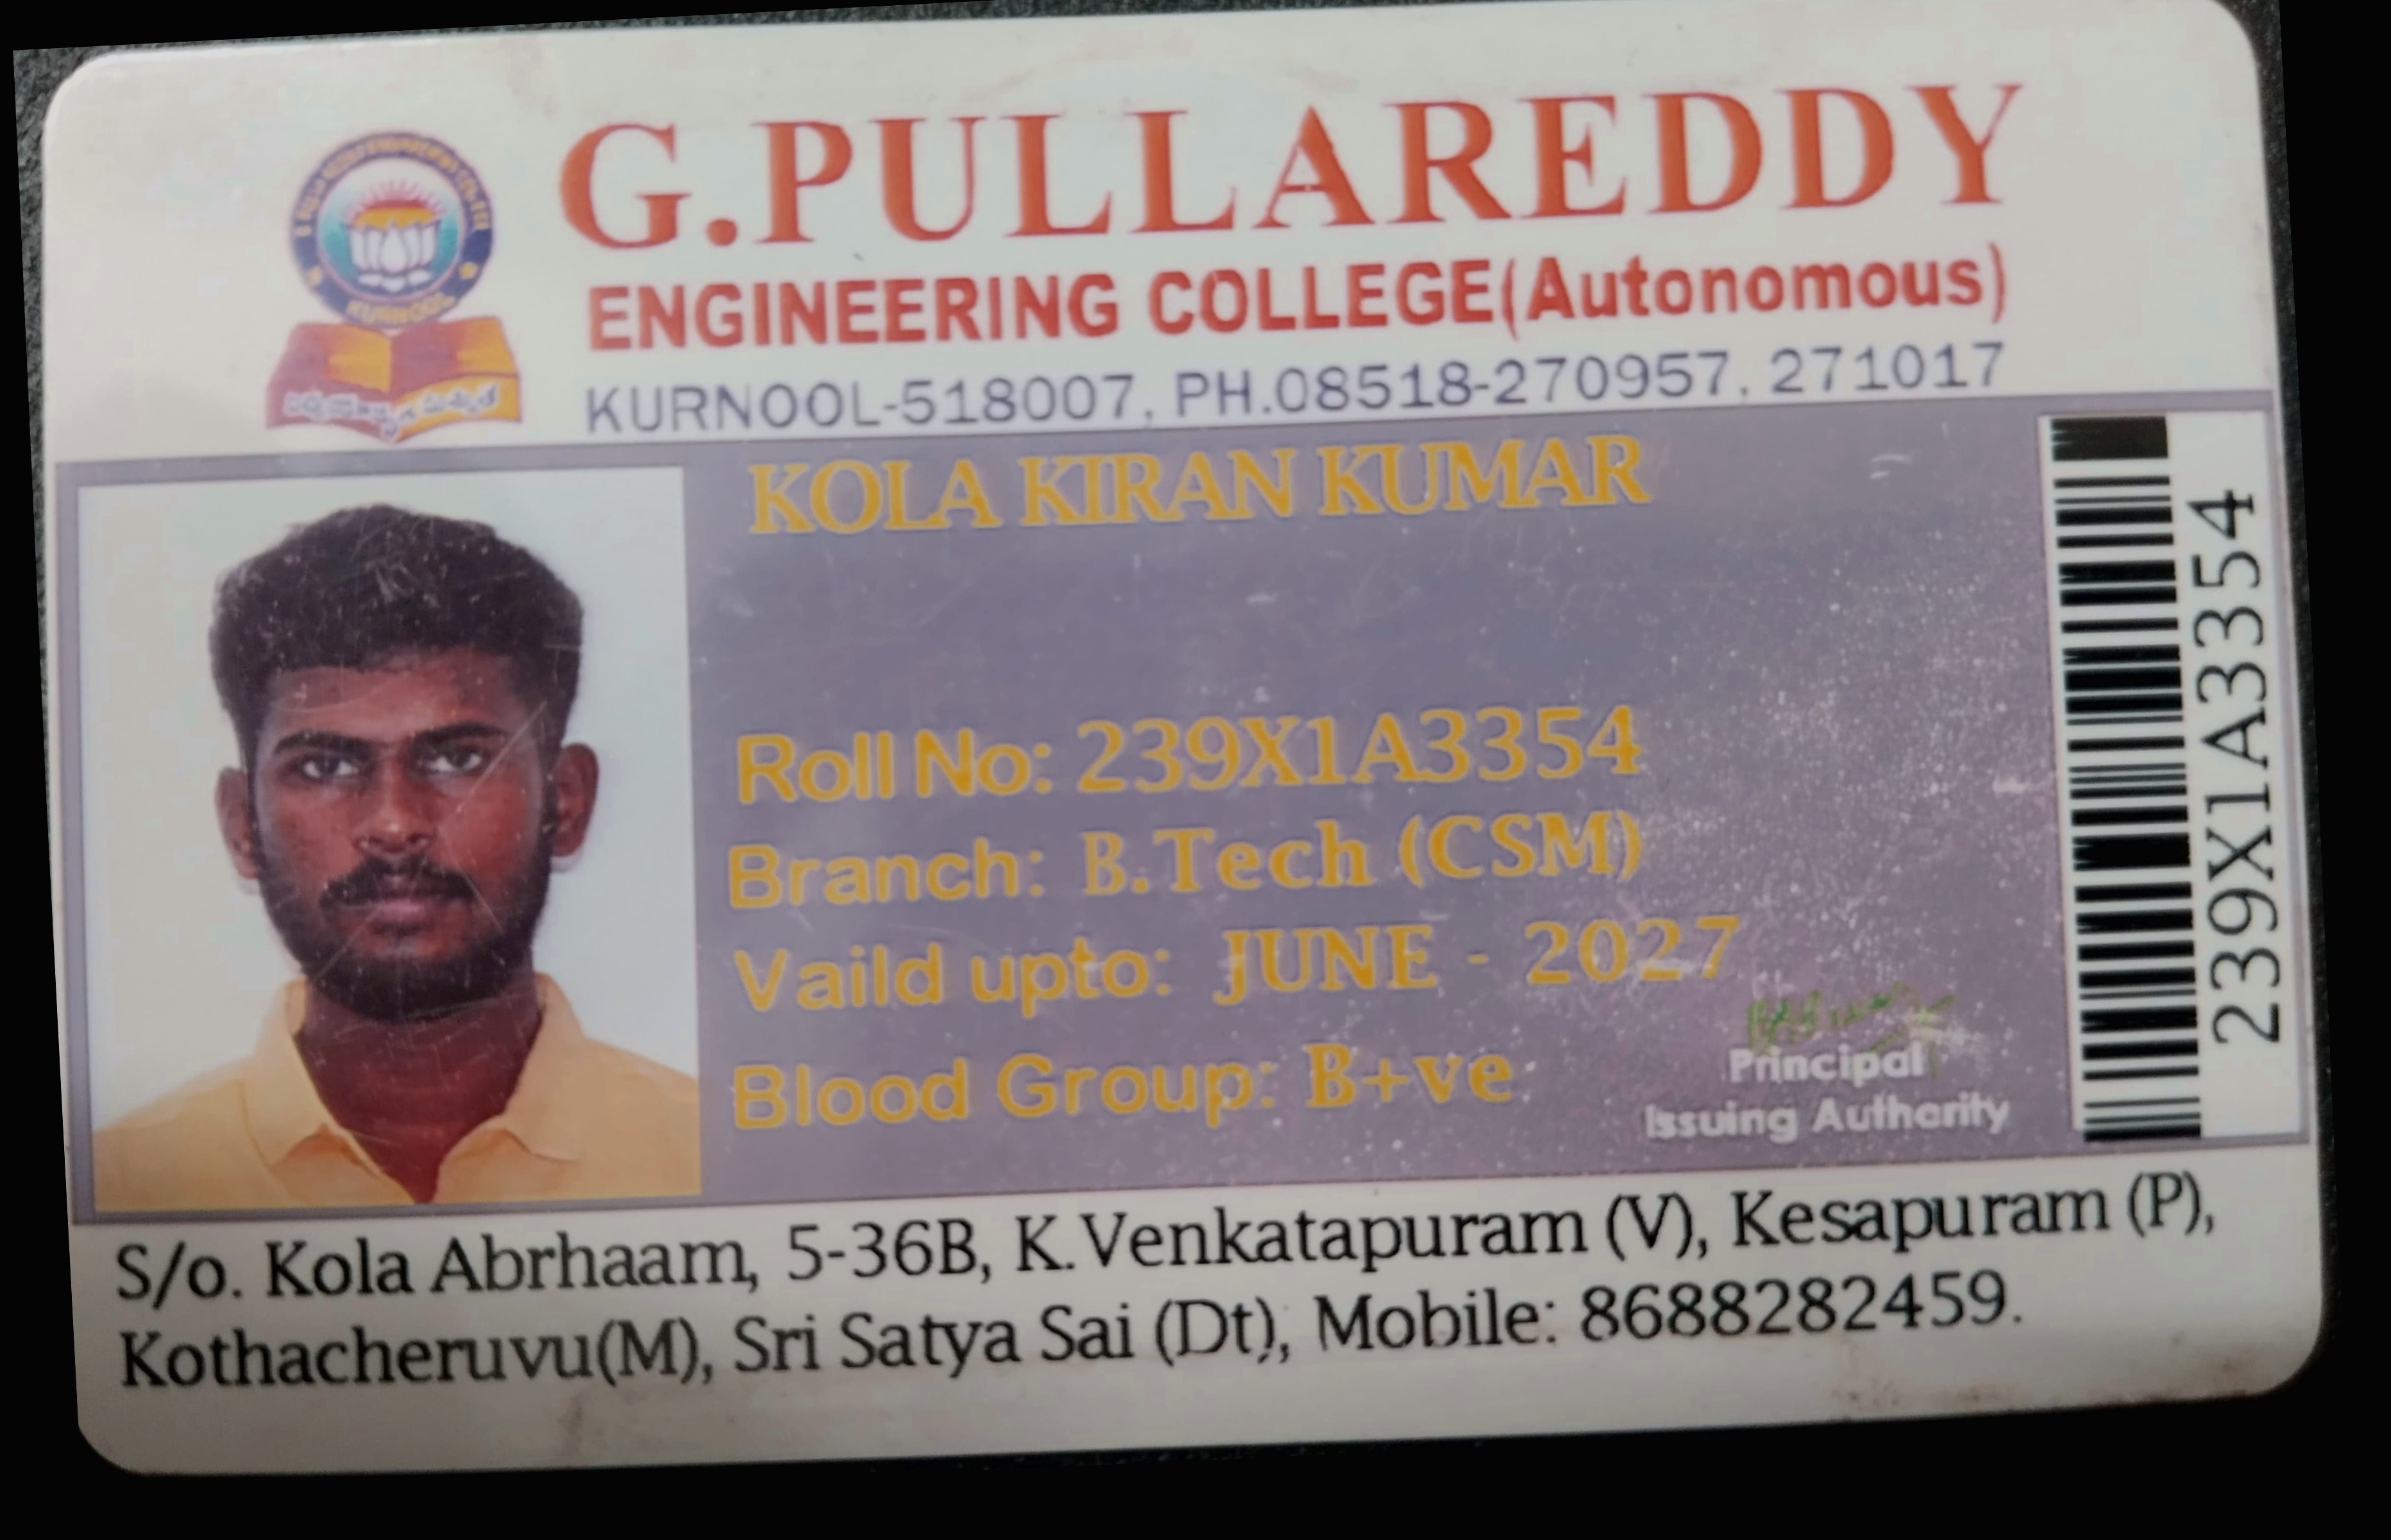 G.PULLAREDDY
ENGINEERING COLLEGE(Autonomous)
KURNOOL-518007, PH.08518-270957, 271017
KURNOOL
KOLA KIRAN KUMAR
Roll No: 239X1A3354
Branch: B.Tech (CSM)
Vaild upto: JUNE - 2027
Blood Group: B+ve
Principal
Issuing Authority
239X1A3354
S/o. Kola Abrhaam, 5-36B, K.Venkatapuram (V), Kesapuram (P),
Kothacheruvu(M), Sri Satya Sai (Dt), Mobile: 8688282459.